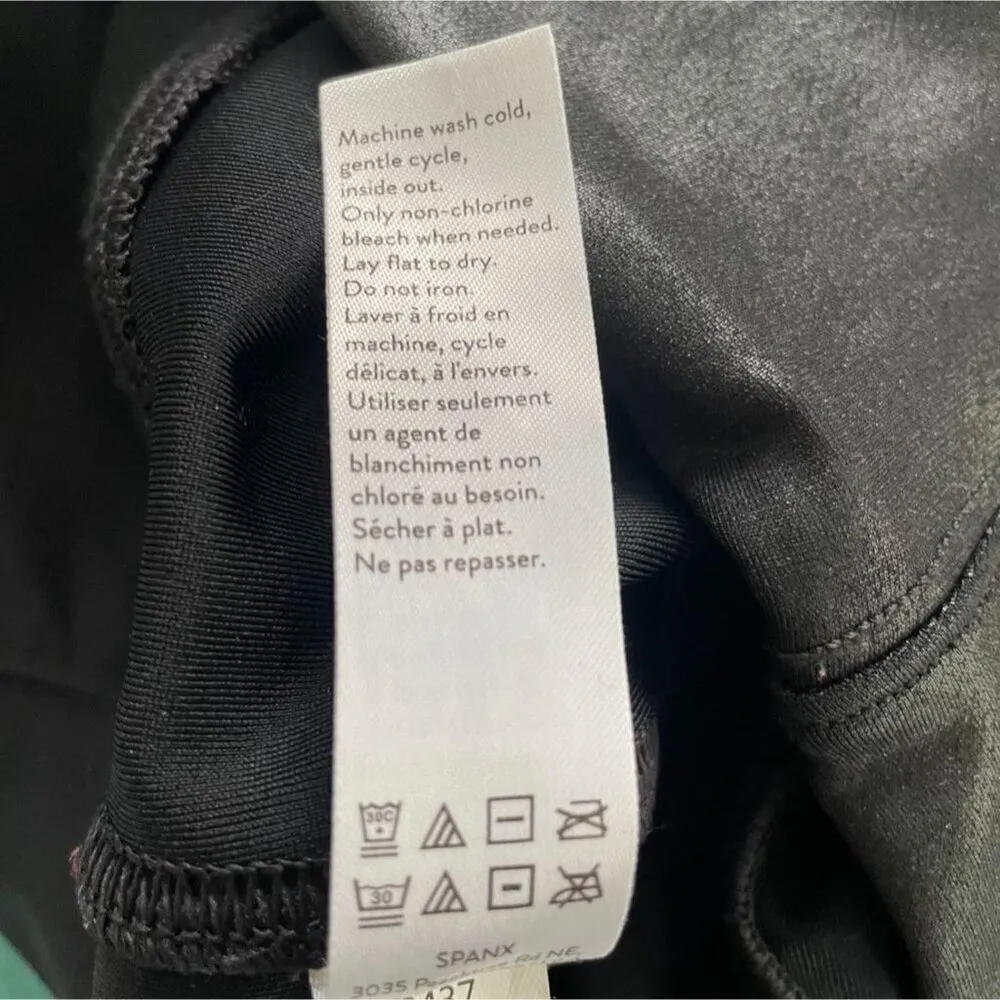 Machine wash cold,
gentle cycle,
inside out.
Only non-chlorine
bleach when needed.
Lay flat to dry.
Do not iron.
Laver à froid en
machine, cycle
délicat, à l'envers.
Utiliser seulement
un agent de
blanchiment non
chloré au besoin.
Sécher à plat.
Ne pas repasser.
30C
30
SPANX
3035 Rd NE,